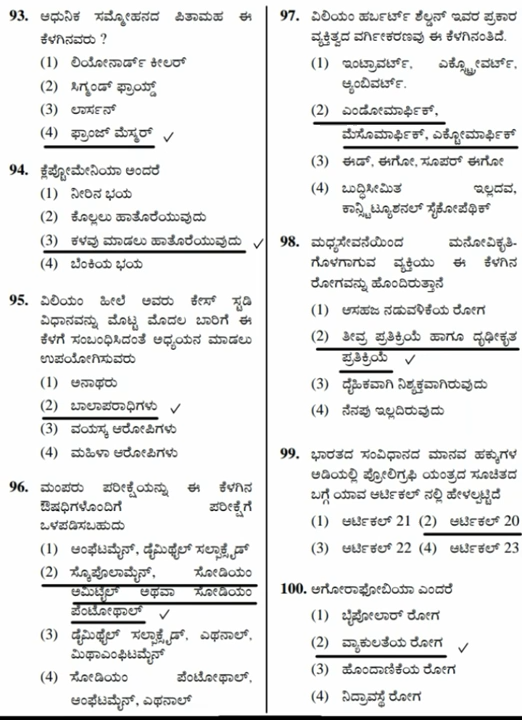 93. ಆಧುನಿಕ ಸಮ್ಮೋಹನದ ಪಿತಾಮಹ ಈ
ಕೆಳಗಿನವರು ?
(1) ಲಿಯೋನಾರ್ಡ್ ಕೀಲರ್
(2) ಸಿಗ್ಮಂಡ್ ಫ್ರಾಯ್ಡ್
(3) ಲಾರ್ಸನ್
(4) ಫ್ರಾಂಜ್ ಮೆಸ್ಮರ್ ✓
94. ಕ್ಲೆಪ್ಟೋಮೇನಿಯಾ ಅಂದರೆ
(1) ನೀರಿನ ಭಯ
(2) ಕೊಲ್ಲಲು ಹಾತೊರೆಯುವುದು
(3) ಕಳವು ಮಾಡಲು ಹಾತೊರೆಯುವುದು ✓
(4) ಬೆಂಕಿಯ ಭಯ
95. ವಿಲಿಯಂ ಹೀಲೆ ಅವರು ಕೇಸ್ ಸ್ಟಡಿ
ವಿಧಾನವನ್ನು ಮೊಟ್ಟ ಮೊದಲ ಬಾರಿಗೆ ಈ
ಕೆಳಗೆ ಸಂಬಂಧಿಸಿದಂತೆ ಅಧ್ಯಯನ ಮಾಡಲು
ಉಪಯೋಗಿಸುವರು
(1) ಅನಾಥರು
(2) ಬಾಲಾಪರಾಧಿಗಳು ✓
(3) ವಯಸ್ಕ ಆರೋಪಿಗಳು
(4) ಮಹಿಳಾ ಆರೋಪಿಗಳು
96. ಮಂಪರು ಪರೀಕ್ಷೆಯನ್ನು ಈ ಕೆಳಗಿನ
ಔಷಧಿಗಳೊಂದಿಗೆ ಪರೀಕ್ಷೆಗೆ
ಒಳಪಡಿಸಬಹುದು
(1) ಆಂಫೆಟಮೈನ್, ಡೈಮಿಥೈಲ್ ಸಲ್ಫಾಕ್ಸೈಡ್
(2) ಸ್ಕೊಪೊಲಾಮೈನ್, ಸೋಡಿಯಂ
ಆಮಿಟೈಲ್ ಅಥವಾ ಸೋಡಿಯಂ
ಪೆಂಟೋಥಾಲ್ ✓
(3) ಡೈಮಿಥೈಲ್ ಸಲ್ಫಾಕ್ಸೈಡ್, ಎಥನಾಲ್,
ಮಿಥಾಎಂಫಿಟಮೈನ್
(4) ಸೋಡಿಯಂ ಪೆಂಟೋಥಾಲ್,
ಆಂಫೆಟಮೈನ್, ಎಥನಾಲ್
97. ವಿಲಿಯಂ ಹರ್ಬರ್ಟ್ ಶೆಲ್ಡನ್ ಇವರ ಪ್ರಕಾರ
ವ್ಯಕ್ತಿತ್ವದ ವರ್ಗೀಕರಣವು ಈ ಕೆಳಗಿನಂತಿದೆ.
(1) ಇಂಟ್ರಾವರ್ಟ್, ಎಕ್ಸ್ಟ್ರೋವರ್ಟ್,
ಆ್ಯಂಬಿವರ್ಟ್.
(2) ಎಂಡೋಮಾರ್ಫಿಕ್,
ಮೆಸೊಮಾರ್ಫಿಕ್, ಎಕ್ಟೋಮಾರ್ಫಿಕ್
(3) ಈಡ್, ಈಗೋ, ಸೂಪರ್ ಈಗೋ
(4) ಬುದ್ಧಿಸೀಮಿತ ಇಲ್ಲದವ,
ಕಾನ್ಸ್ಟಿಟ್ಯೂಶನಲ್ ಸೈಕೋಪೆಥಿಕ್
98. ಮದ್ಯಸೇವನೆಯಿಂದ ಮನೋವಿಕೃತಿ-
ಗೊಳಗಾಗುವ ವ್ಯಕ್ತಿಯು ಈ ಕೆಳಗಿನ
ರೋಗವನ್ನು ಹೊಂದಿರುತ್ತಾನೆ
(1) ಅಸಹಜ ನಡುವಳಿಕೆಯ ರೋಗ
(2) ತೀವ್ರ ಪ್ರತಿಕ್ರಿಯೆ ಹಾಗೂ ದೃಢೀಕೃತ
ಪ್ರತಿಕ್ರಿಯೆ ✓
(3) ದೈಹಿಕವಾಗಿ ನಿಶ್ಯಕ್ತವಾಗಿರುವುದು
(4) ನೆನಪು ಇಲ್ಲದಿರುವುದು
99. ಭಾರತದ ಸಂವಿಧಾನದ ಮಾನವ ಹಕ್ಕುಗಳ
ಅಡಿಯಲ್ಲಿ ಪ್ರೋಲಿಗ್ರಫಿ ಯಂತ್ರದ ಸೂಚಿತದ
ಬಗ್ಗೆ ಯಾವ ಆರ್ಟಿಕಲ್ ನಲ್ಲಿ ಹೇಳಲ್ಪಟ್ಟಿದೆ
(1) ಆರ್ಟಿಕಲ್ 21 (2) ಆರ್ಟಿಕಲ್ 20
(3) ಆರ್ಟಿಕಲ್ 22 (4) ಆರ್ಟಿಕಲ್ 23
100. ಅಗೋರಾಫೋಬಿಯಾ ಎಂದರೆ
(1) ಬೈಪೋಲಾರ್ ರೋಗ
(2) ವ್ಯಾಕುಲತೆಯ ರೋಗ ✓
(3) ಹೊಂದಾಣಿಕೆಯ ರೋಗ
(4) ನಿದ್ರಾವಸ್ಥೆ ರೋಗ